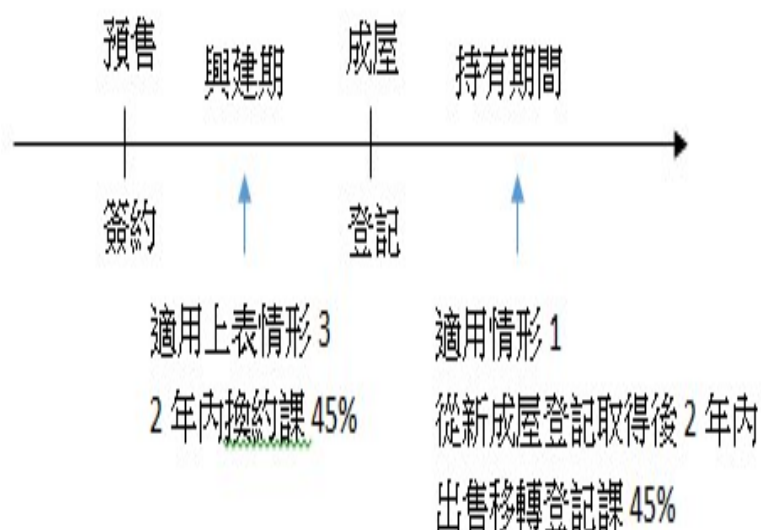 預售
興建期
成屋
持有期間
簽約
登記
適用上表情形 3
2 年內換約課 45%
適用情形 1
從新成屋登記取得後 2 年內
出售移轉登記課 45%